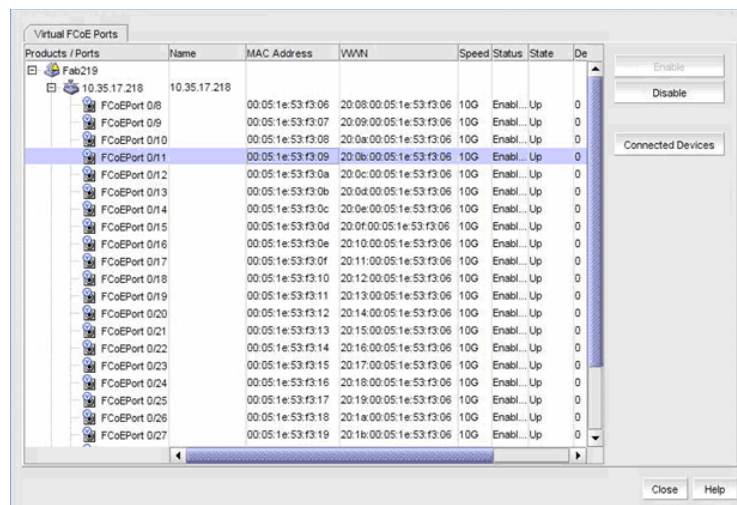 Virtual FCoE Ports
Products / Ports Name MAC Address WWN Speed Status State De
Fab219
Enable
10.35.17.218 10.35.17.218
Disable
FCoEPort 0/8 00:05:1e:53:f3:06 20:08:00:05:1e:53:f3:06 10G Enabl... Up 0
FCoEPort 0/9 00:05:1e:53:f3:07 20:09:00:05:1e:53:f3:06 10G Enabl... Up 0
FCoEPort 0/10 00:05:1e:53:f3:08 20:0a:00:05:1e:53:f3:06 10G Enabl... Up 0
Connected Devices
FCoEPort 0/11 00:05:1e:53:f3:09 20:0b:00:05:1e:53:f3:06 10G Enabl... Up 0
FCoEPort 0/12 00:05:1e:53:f3:0a 20:0c:00:05:1e:53:f3:06 10G Enabl... Up 0
FCoEPort 0/13 00:05:1e:53:f3:0b 20:0d:00:05:1e:53:f3:06 10G Enabl... Up 0
FCoEPort 0/14 00:05:1e:53:f3:0c 20:0e:00:05:1e:53:f3:06 10G Enabl... Up 0
FCoEPort 0/15 00:05:1e:53:f3:0d 20:0f:00:05:1e:53:f3:06 10G Enabl... Up 0
FCoEPort 0/16 00:05:1e:53:f3:0e 20:10:00:05:1e:53:f3:06 10G Enabl... Up 0
FCoEPort 0/17 00:05:1e:53:f3:0f 20:11:00:05:1e:53:f3:06 10G Enabl... Up 0
FCoEPort 0/18 00:05:1e:53:f3:10 20:12:00:05:1e:53:f3:06 10G Enabl... Up 0
FCoEPort 0/19 00:05:1e:53:f3:11 20:13:00:05:1e:53:f3:06 10G Enabl... Up 0
FCoEPort 0/20 00:05:1e:53:f3:12 20:14:00:05:1e:53:f3:06 10G Enabl... Up 0
FCoEPort 0/21 00:05:1e:53:f3:13 20:15:00:05:1e:53:f3:06 10G Enabl... Up 0
FCoEPort 0/22 00:05:1e:53:f3:14 20:16:00:05:1e:53:f3:06 10G Enabl... Up 0
FCoEPort 0/23 00:05:1e:53:f3:15 20:17:00:05:1e:53:f3:06 10G Enabl... Up 0
FCoEPort 0/24 00:05:1e:53:f3:16 20:18:00:05:1e:53:f3:06 10G Enabl... Up 0
FCoEPort 0/25 00:05:1e:53:f3:17 20:19:00:05:1e:53:f3:06 10G Enabl... Up 0
FCoEPort 0/26 00:05:1e:53:f3:18 20:1a:00:05:1e:53:f3:06 10G Enabl... Up 0
FCoEPort 0/27 00:05:1e:53:f3:19 20:1b:00:05:1e:53:f3:06 10G Enabl... Up 0
Close Help